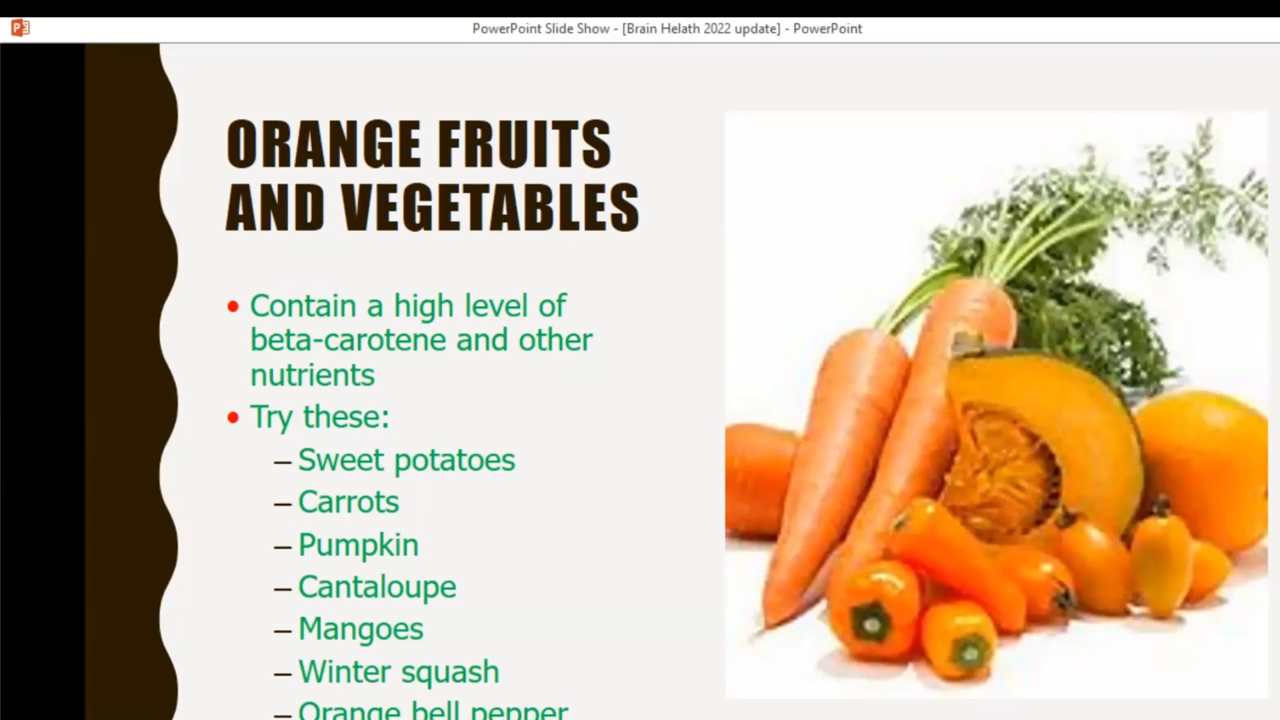 PowerPoint Slide Show - [Brain Helath 2022 update] - PowerPoint
ORANGE FRUITS
AND VEGETABLES
• Contain a high level of
beta-carotene and other
nutrients
• Try these:
– Sweet potatoes
– Carrots
– Pumpkin
– Cantaloupe
– Mangoes
– Winter squash
– Orange bell pepper